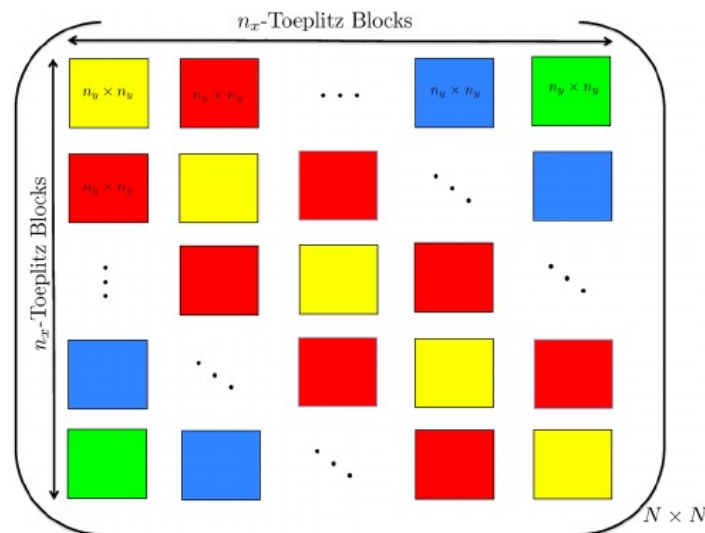 $n_x$-Toeplitz Blocks
$n_x$-Toeplitz Blocks
$n_y \times n_y$ $n_y \times n_y$ $\cdots$ $n_y \times n_y$ $n_y \times n_y$
$n_y \times n_y$
$N \times N$